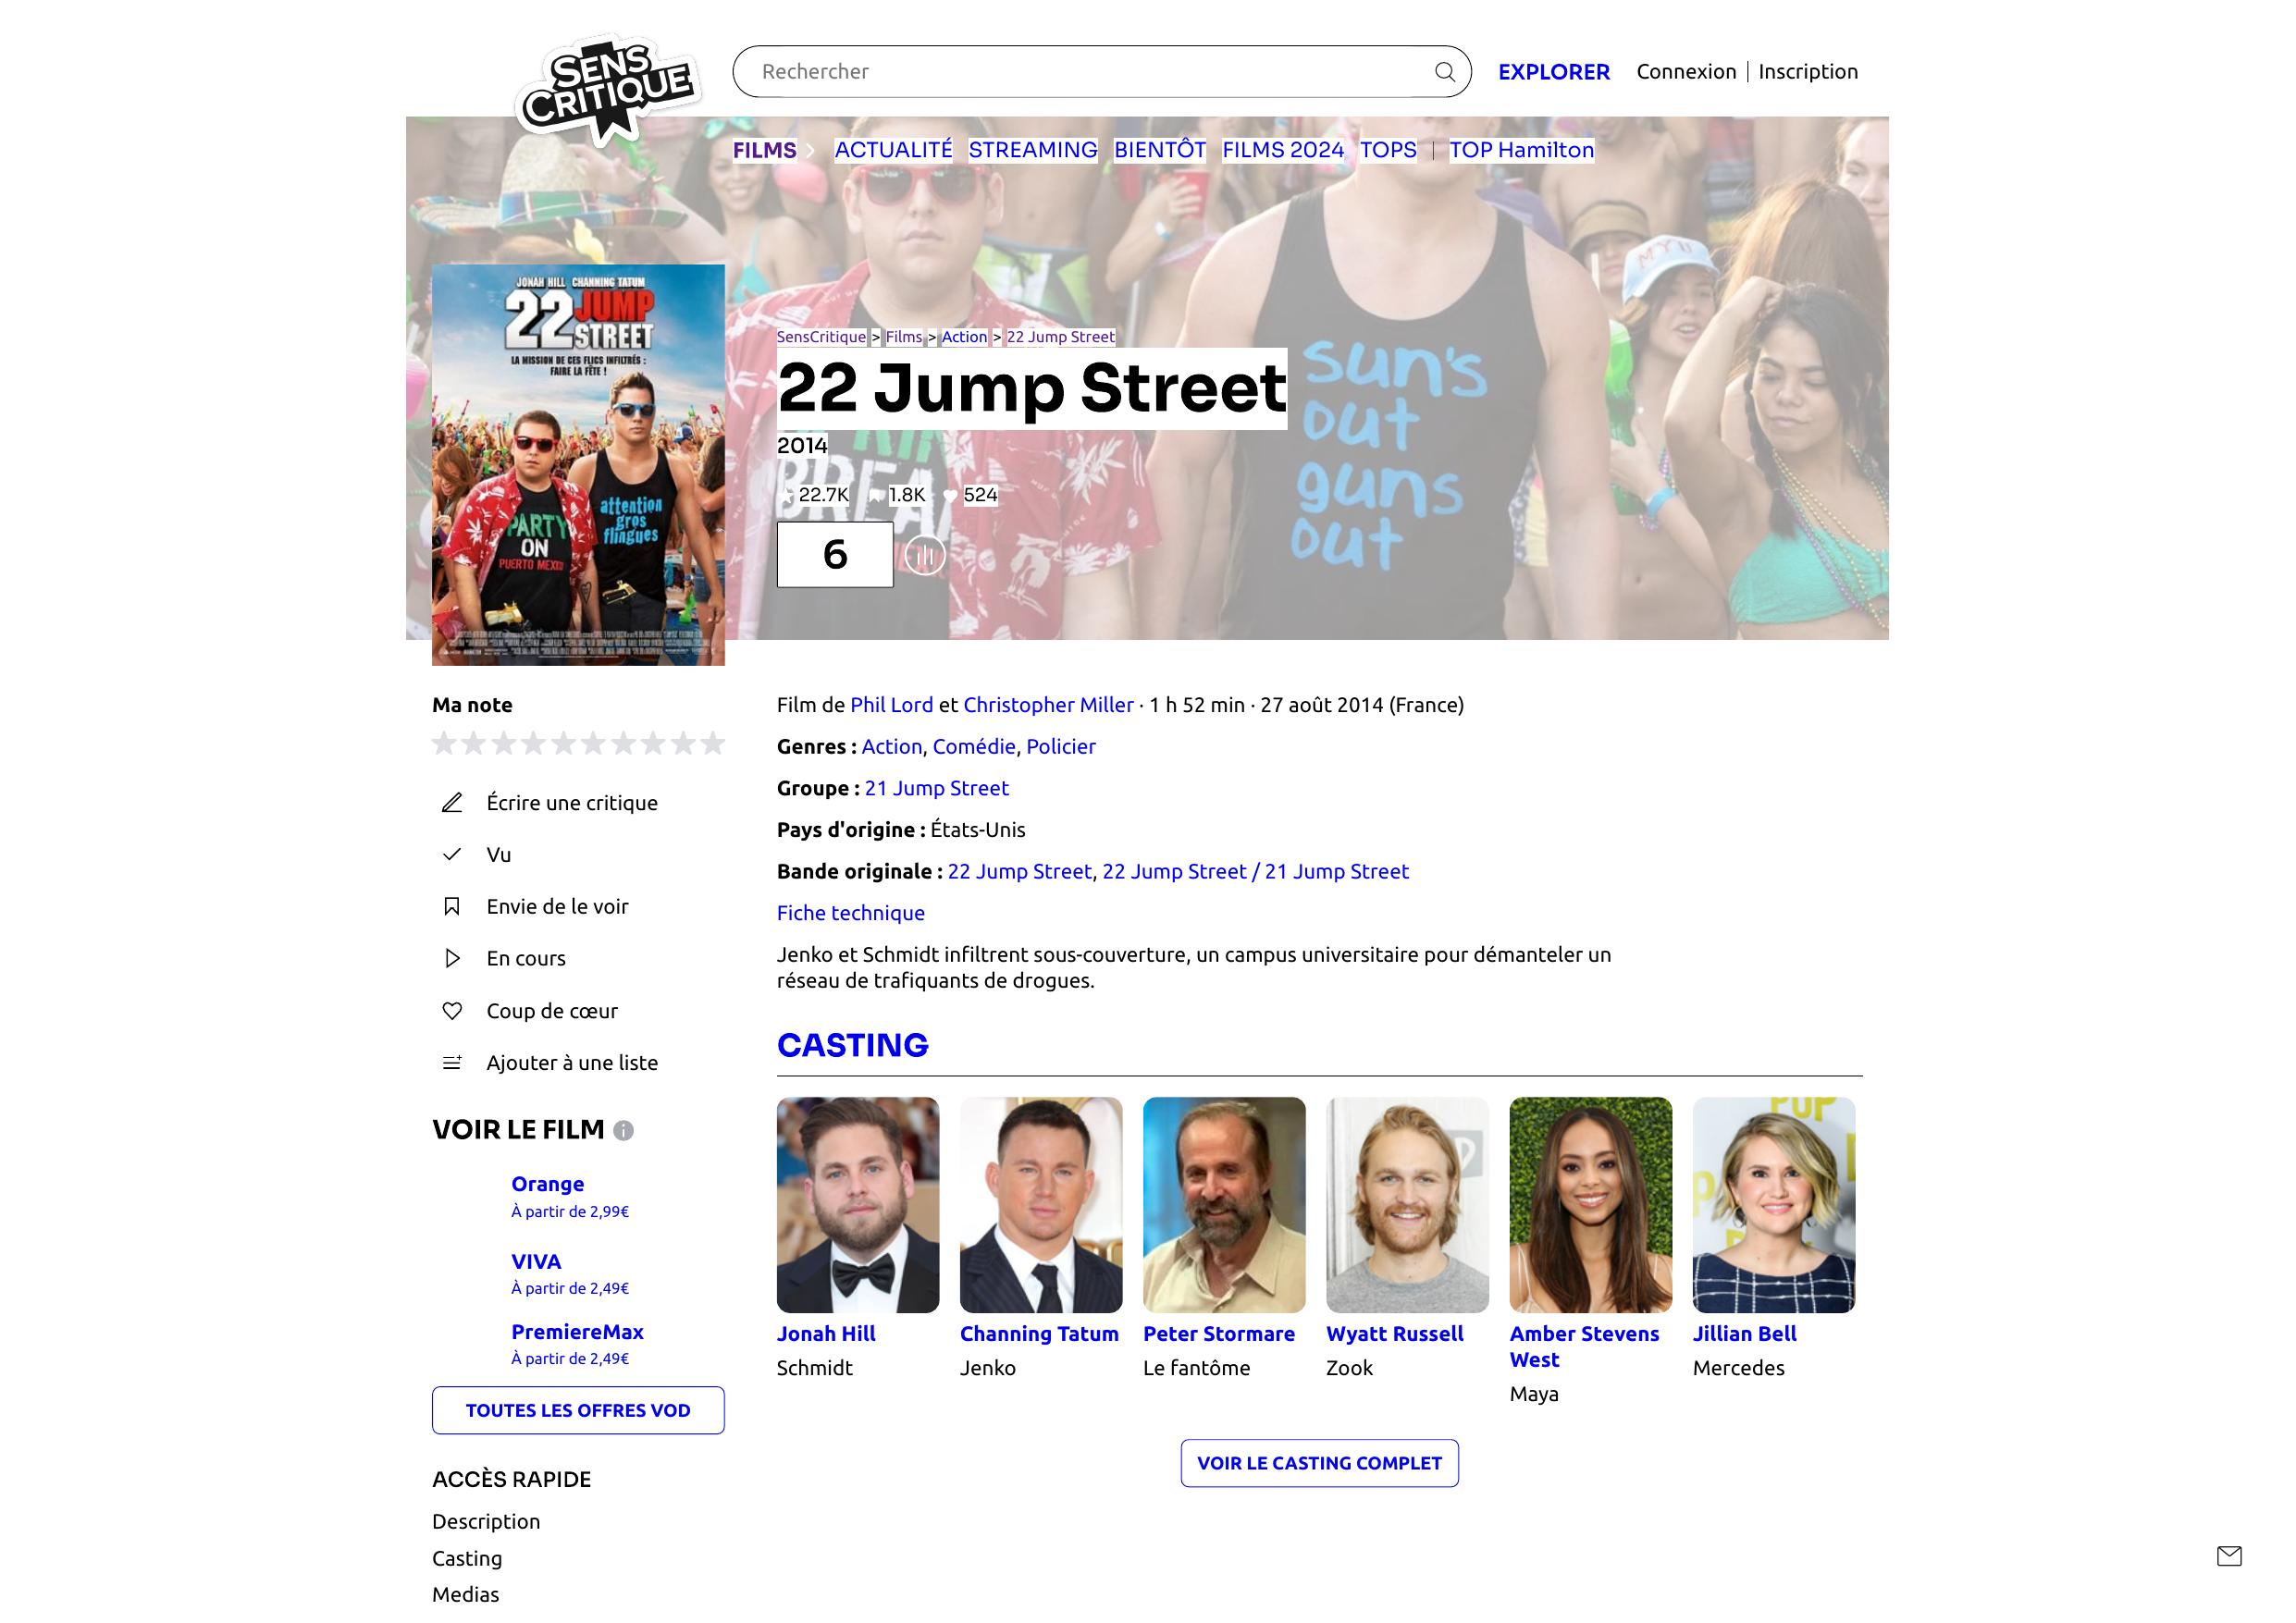 SENS
CRITIQUE
Rechercher
EXPLORER
Connexion
Inscription
FILMS
ACTUALITÉ
STREAMING
BIENTÔT
FILMS 2024
TOPS
TOP Hamilton
MYU
JONAH HILL CHANNING TATUM
22 JUMP
STREET
LA MISSION DE CES FLICS INFILTRÉS :
FAIRE LA FÊTE !
PARTY
ON
PUERTO MEXICO
attention
gros
flingues
SensCritique > Films > Action > 22 Jump Street
22 Jump Street
2014
BREA
22.7K
1.8K
524
6
sun's
out
guns
out
Ma note
Écrire une critique
Vu
Envie de le voir
En cours
Coup de cœur
Ajouter à une liste
VOIR LE FILM
Orange
À partir de 2,99€
VIVA
À partir de 2,49€
PremiereMax
À partir de 2,49€
TOUTES LES OFFRES VOD
ACCÈS RAPIDE
Description
Casting
Medias
Film de Phil Lord et Christopher Miller · 1 h 52 min · 27 août 2014 (France)
Genres : Action, Comédie, Policier
Groupe : 21 Jump Street
Pays d'origine : États-Unis
Bande originale : 22 Jump Street, 22 Jump Street / 21 Jump Street
Fiche technique
Jenko et Schmidt infiltrent sous-couverture, un campus universitaire pour démanteler un
réseau de trafiquants de drogues.
CASTING
Jonah Hill
Schmidt
Channing Tatum
Jenko
Peter Stormare
Le fantôme
Wyatt Russell
Zook
Amber Stevens
West
Maya
Jillian Bell
Mercedes
VOIR LE CASTING COMPLET